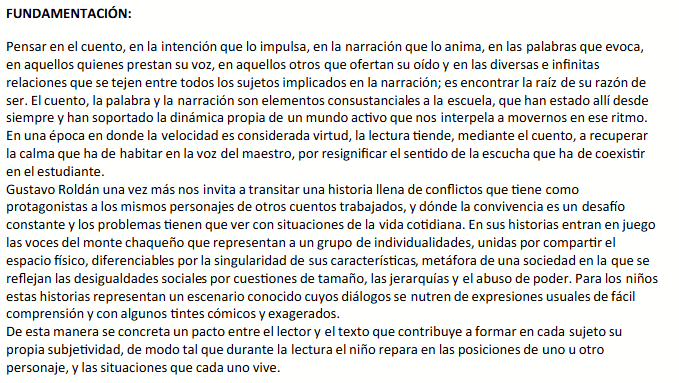 FUNDAMENTACIÓN:
Pensar en el cuento, en la intención que lo impulsa, en la narración que lo anima, en las palabras que evoca,
en aquellos quienes prestan su voz, en aquellos otros que ofertan su oído y en las diversas e infinitas
relaciones que se tejen entre todos los sujetos implicados en la narración; es encontrar la raíz de su razón de
ser. El cuento, la palabra y la narración son elementos consustanciales a la escuela, que han estado allí desde
siempre y han soportado la dinámica propia de un mundo activo que nos interpela a movernos en ese ritmo.
En una época en donde la velocidad es considerada virtud, la lectura tiende, mediante el cuento, a recuperar
la calma que ha de habitar en la voz del maestro, por resignificar el sentido de la escucha que ha de coexistir
en el estudiante.
Gustavo Roldán una vez más nos invita a transitar una historia llena de conflictos que tiene como
protagonistas a los mismos personajes de otros cuentos trabajados, y dónde la convivencia es un desafío
constante y los problemas tienen que ver con situaciones de la vida cotidiana. En sus historias entran en juego
las voces del monte chaqueño que representan a un grupo de individualidades, unidas por compartir el
espacio físico, diferenciables por la singularidad de sus características, metáfora de una sociedad en la que se
reflejan las desigualdades sociales por cuestiones de tamaño, las jerarquías y el abuso de poder. Para los niños
estas historias representan un escenario conocido cuyos diálogos se nutren de expresiones usuales de fácil
comprensión y con algunos tintes cómicos y exagerados.
De esta manera se concreta un pacto entre el lector y el texto que contribuye a formar en cada sujeto su
propia subjetividad, de modo tal que durante la lectura el niño repara en las posiciones de uno u otro
personaje, y las situaciones que cada uno vive.